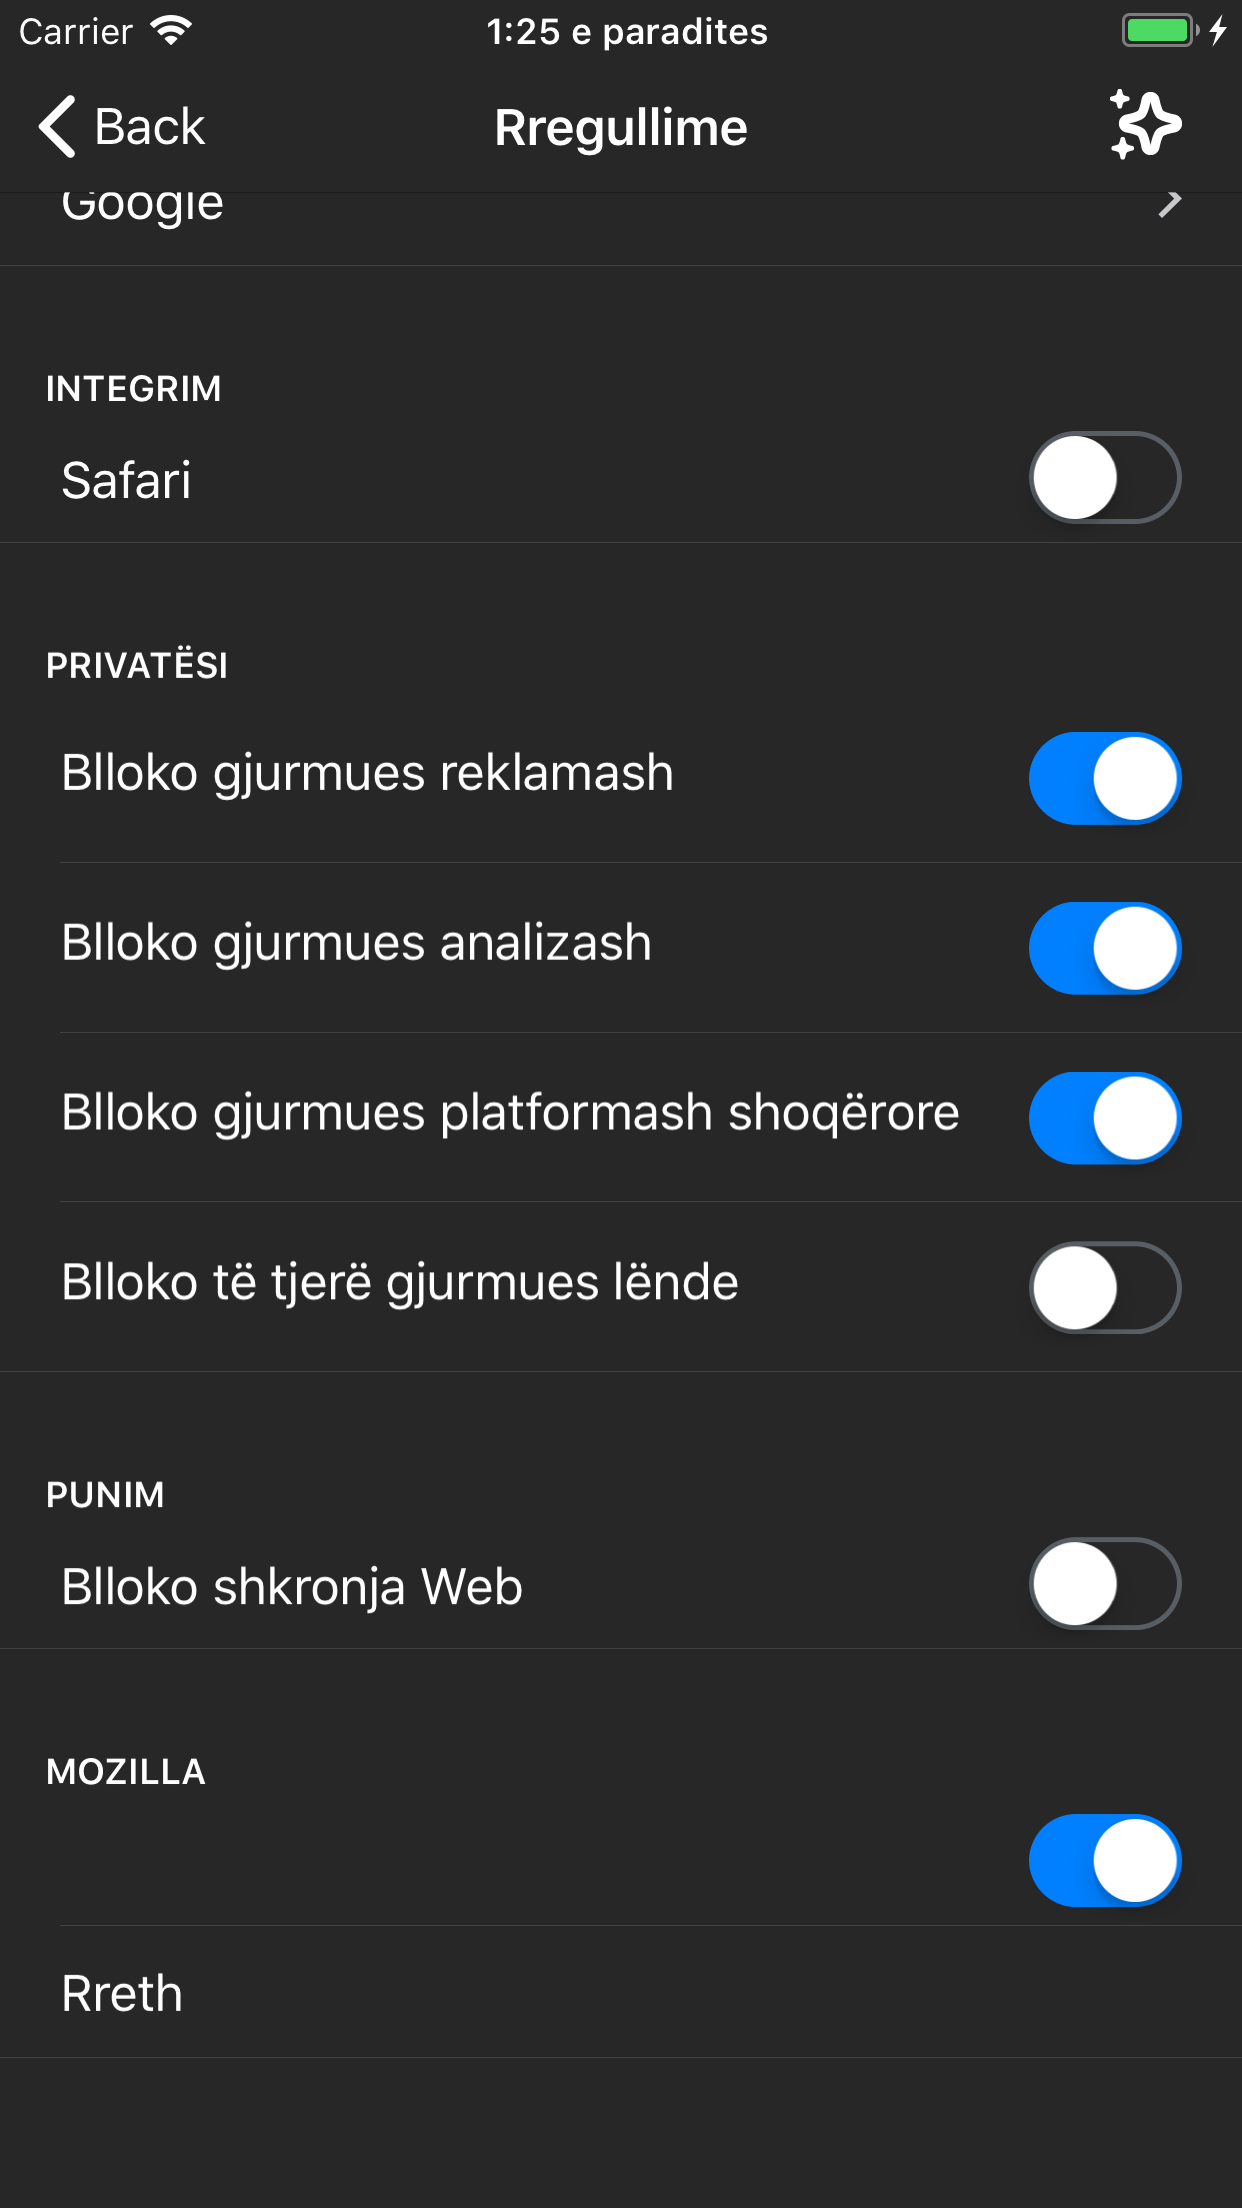 Carrier
1:25 e paradites
Back
Rregullime
Google
INTEGRIM
Safari
PRIVATËSI
Blloko gjurmues reklamash
Blloko gjurmues analizash
Blloko gjurmues platformash shoqërore
Blloko të tjerë gjurmues lënde
PUNIM
Blloko shkronja Web
MOZILLA
Rreth